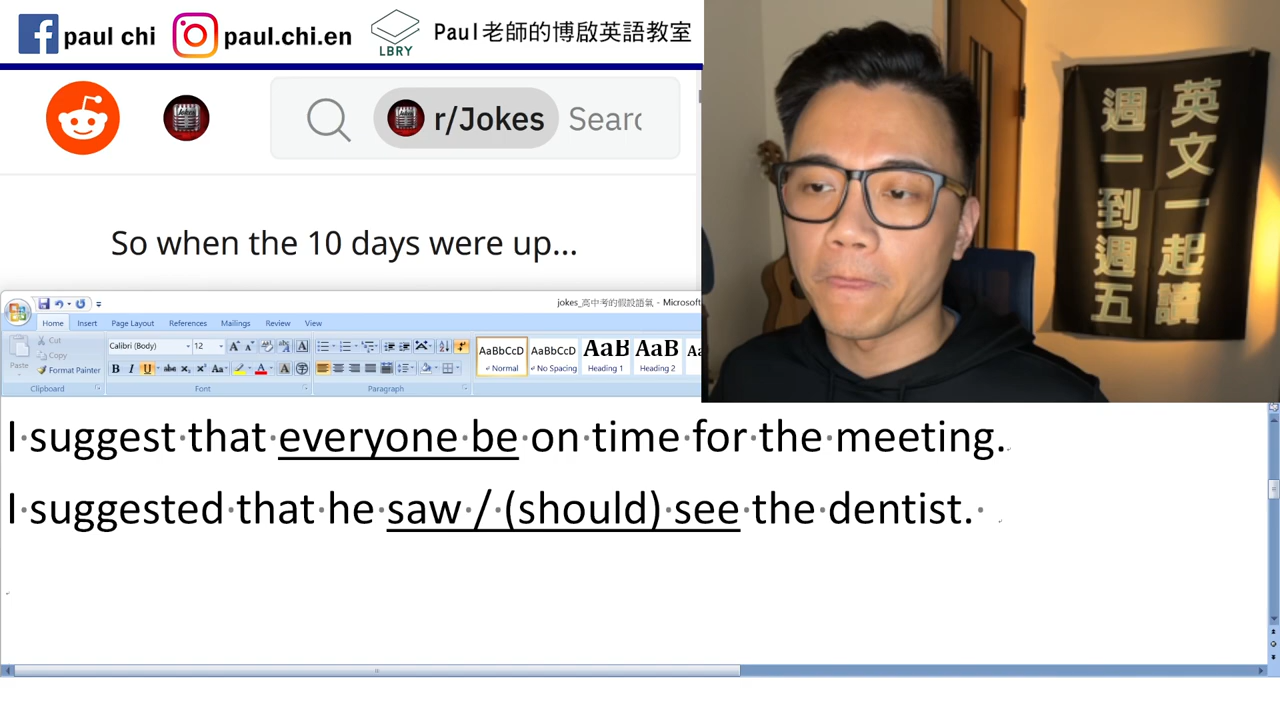 paul chi
paul.chi.en
LBRY
Paul老師的博啟英語教室
r/Jokes
Searc
So when the 10 days were up...
jokes_高中考的假設語氣 - Microsoft
Home Insert Page Layout References Mailings Review View
Cut
Copy
Format Painter
Paste
Clipboard
Calibri (Body) 12
Font
Paragraph
AaBbCcD AaBbCcD AaBb AaBb
Normal No Spacing Heading 1 Heading 2
I suggest that everyone be on time for the meeting.
I suggested that he saw / (should) see the dentist.
英文一起讀
週一到週五